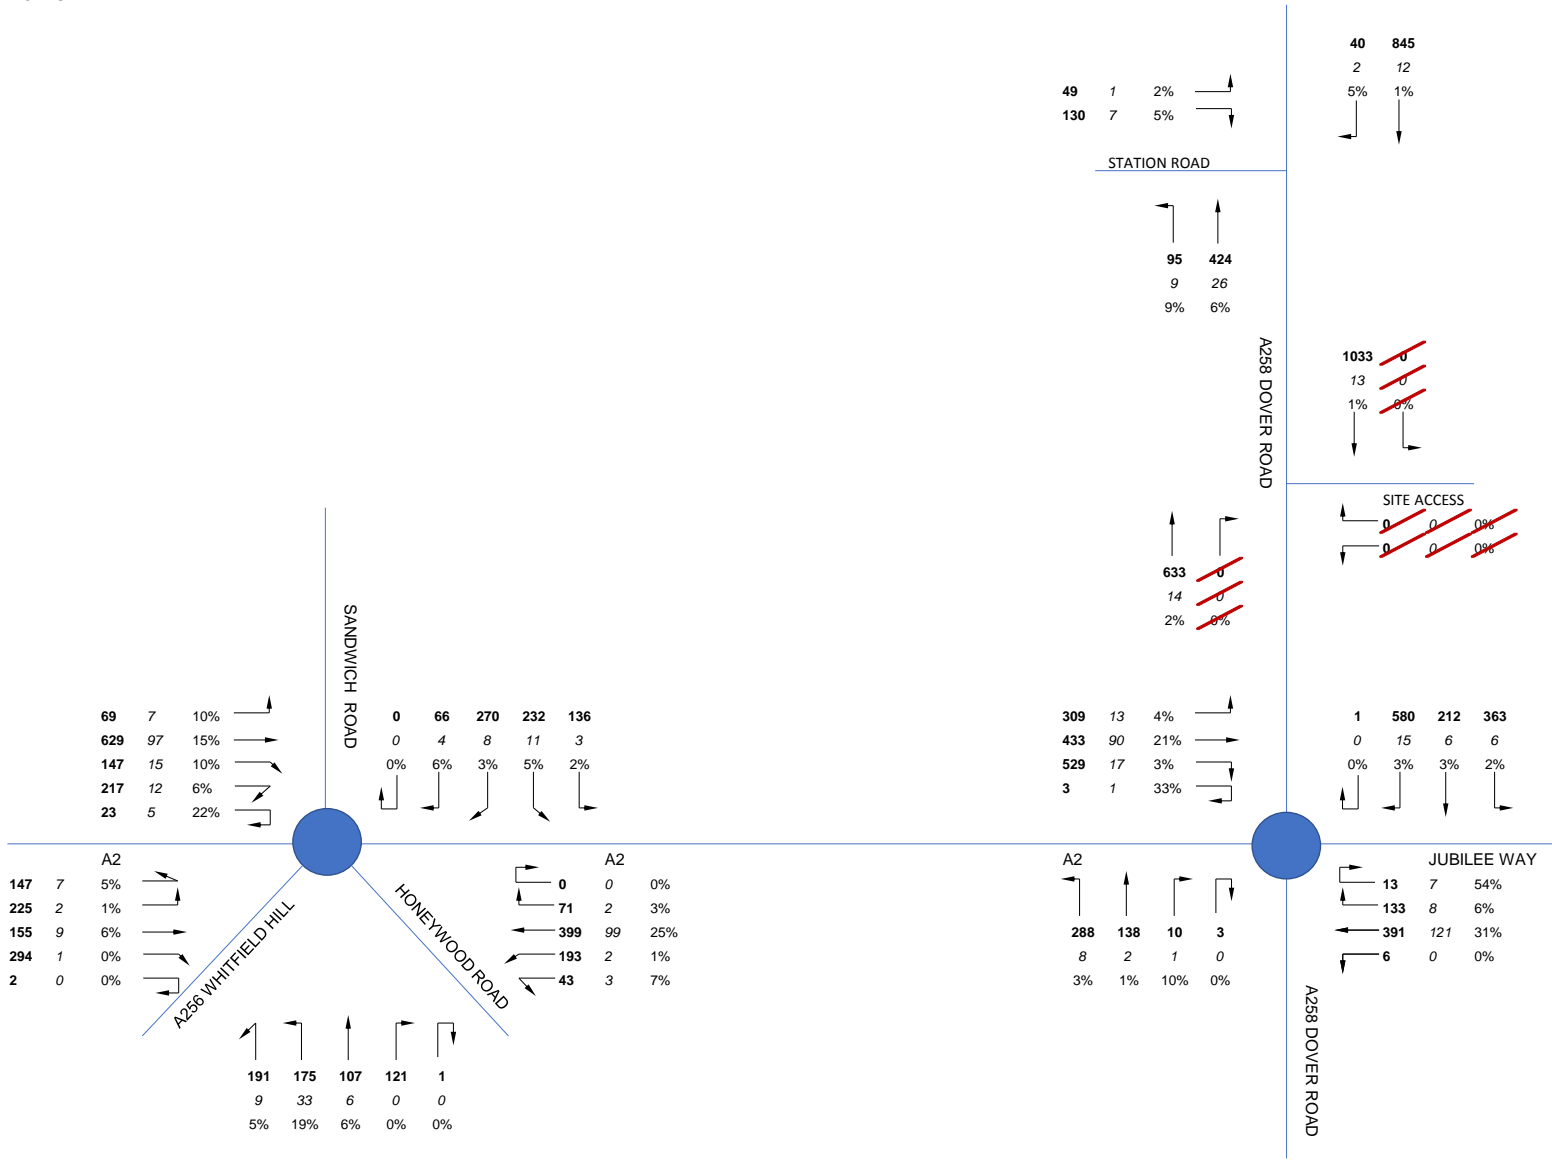 40 845
2 12
5% 1%
49 1 2%
130 7 5%
STATION ROAD
95 424
9 26
9% 6%
A258 DOVER ROAD
1033 0
13 0
1% 0%
SITE ACCESS
0 0 0%
0 0 0%
633 0
14 0
2% 0%
SANDWICH ROAD
69 7 10%
629 97 15%
147 15 10%
217 12 6%
23 5 22%
0 66 270 232 136
0 4 8 11 3
0% 6% 3% 5% 2%
309 13 4%
433 90 21%
529 17 3%
3 1 33%
1 580 212 363
0 15 6 6
0% 3% 3% 2%
A2
147 7 5%
225 2 1%
155 9 6%
294 1 0%
2 0 0%
A256 WHITFIELD HILL
HONEYWOOD ROAD
A2
0 0 0%
71 2 3%
399 99 25%
193 2 1%
43 3 7%
191 175 107 121 1
9 33 6 0 0
5% 19% 6% 0% 0%
A2
288 138 10 3
8 2 1 0
3% 1% 10% 0%
JUBILEE WAY
13 7 54%
133 8 6%
391 121 31%
6 0 0%
A258 DOVER ROAD